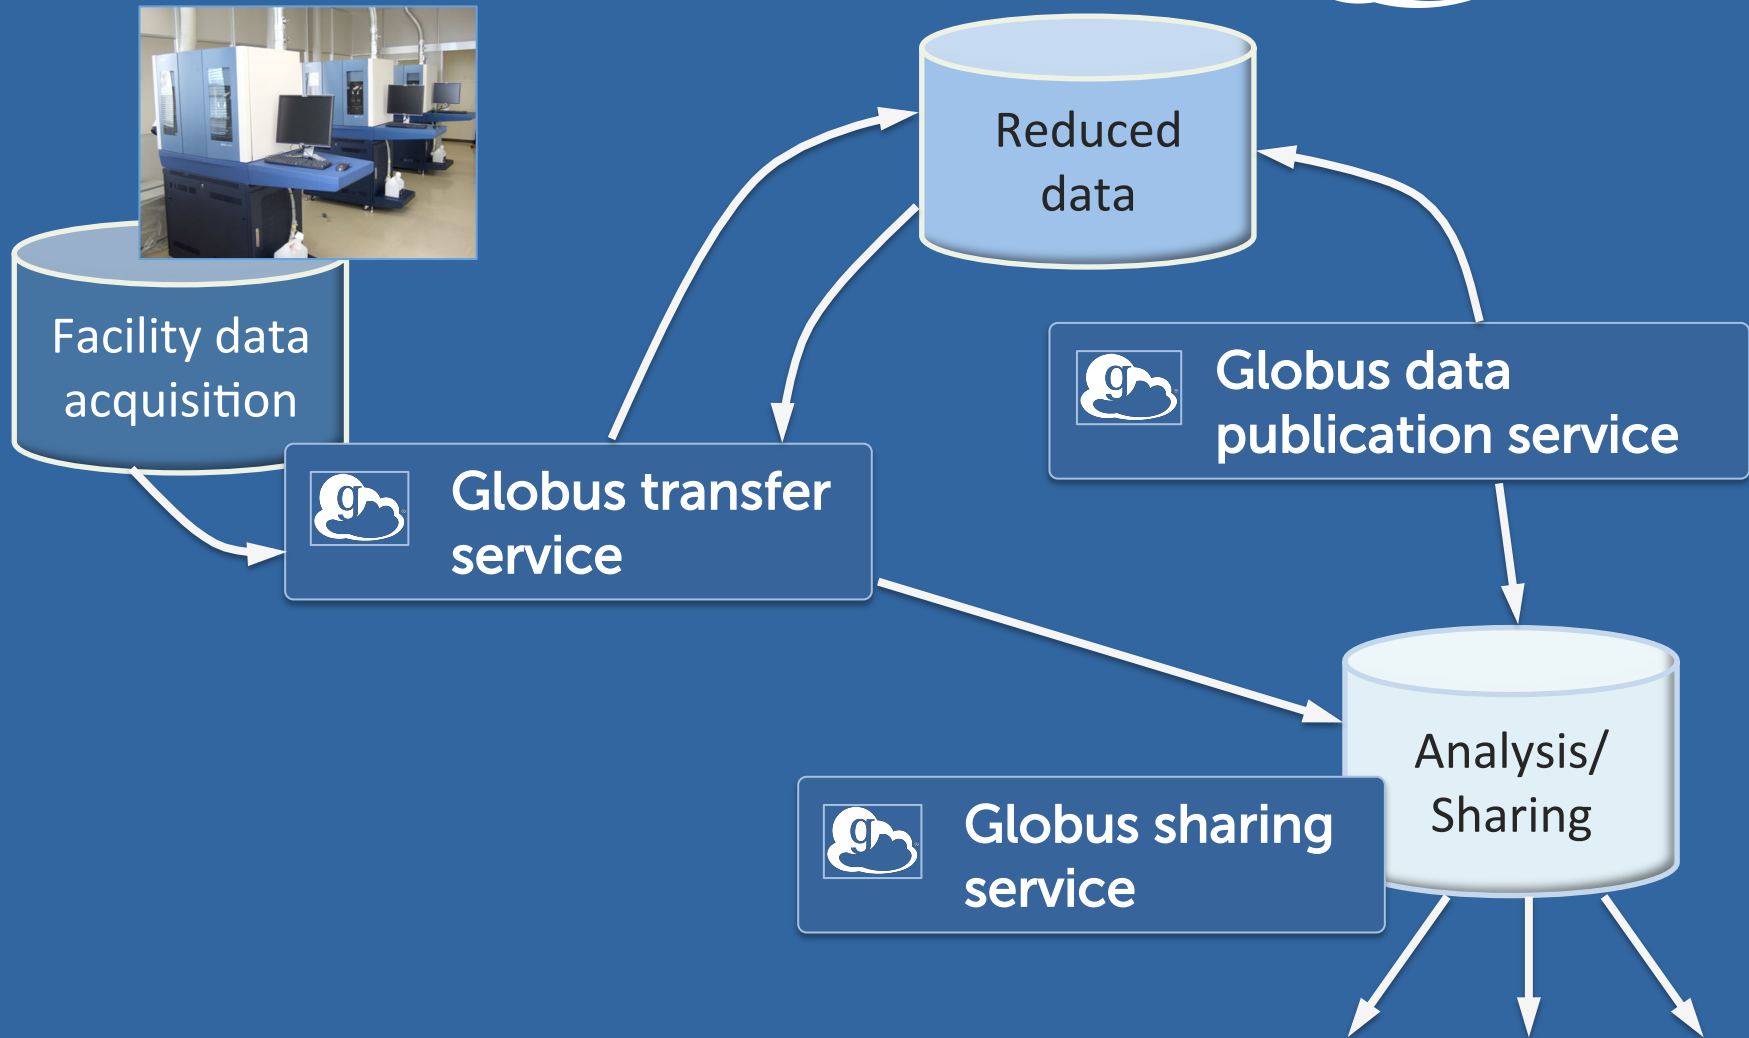 Reduced
data
Facility data
acquisition
g
Globus data
publication service
g
Globus transfer
service
Analysis/
Sharing
g
Globus sharing
service